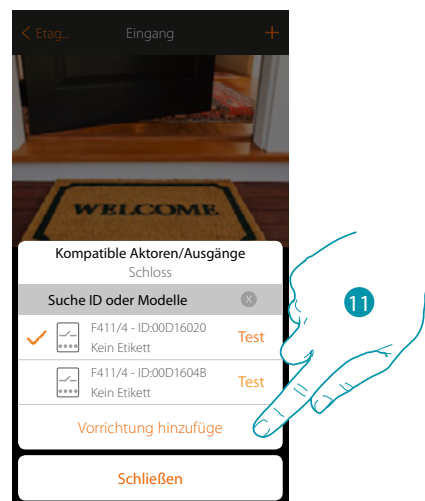 Etag... Eingang +
WELCOME
Kompatible Aktoren/Ausgänge
Schloss
Suche ID oder Modelle X
F411/4 - ID:00D16020
Kein Etikett
Test
F411/4 - ID:00D1604B
Kein Etikett
Test
Vorrichtung hinzufüge
Schließen
11